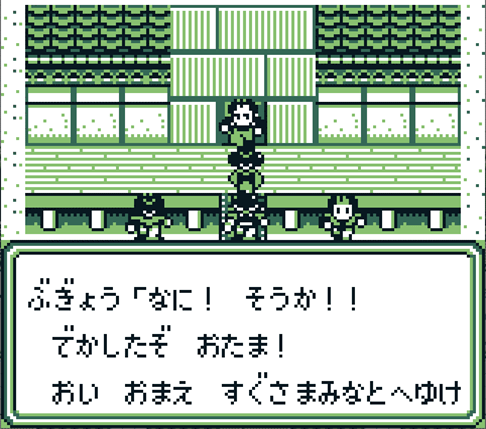 ぶぎょう「なに！　そうか！！
でかしたぞ　おたま！
おい　おまえ　すぐさまみなとへゆけ